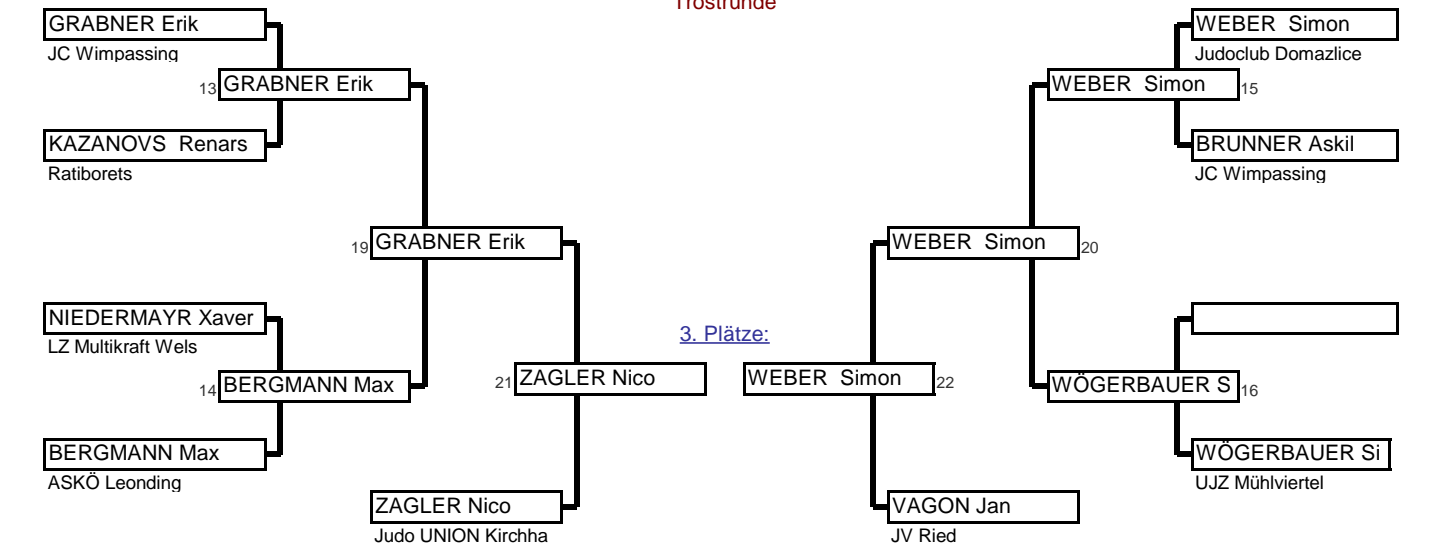 Trostrunde
GRABNER Erik
JC Wimpassing
13 GRABNER Erik
KAZANOVS Renars
Ratiborets
19 GRABNER Erik
NIEDERMAYR Xaver
LZ Multikraft Wels
14 BERGMANN Max
BERGMANN Max
ASKÖ Leonding
21 ZAGLER Nico
ZAGLER Nico
Judo UNION Kirchha
3. Plätze:
WEBER Simon
Judoclub Domazlice
WEBER Simon 15
BRUNNER Askil
JC Wimpassing
WEBER Simon 20
WEBER Simon 22
WÖGERBAUER S 16
WÖGERBAUER Si
UJZ Mühlviertel
VAGON Jan
JV Ried